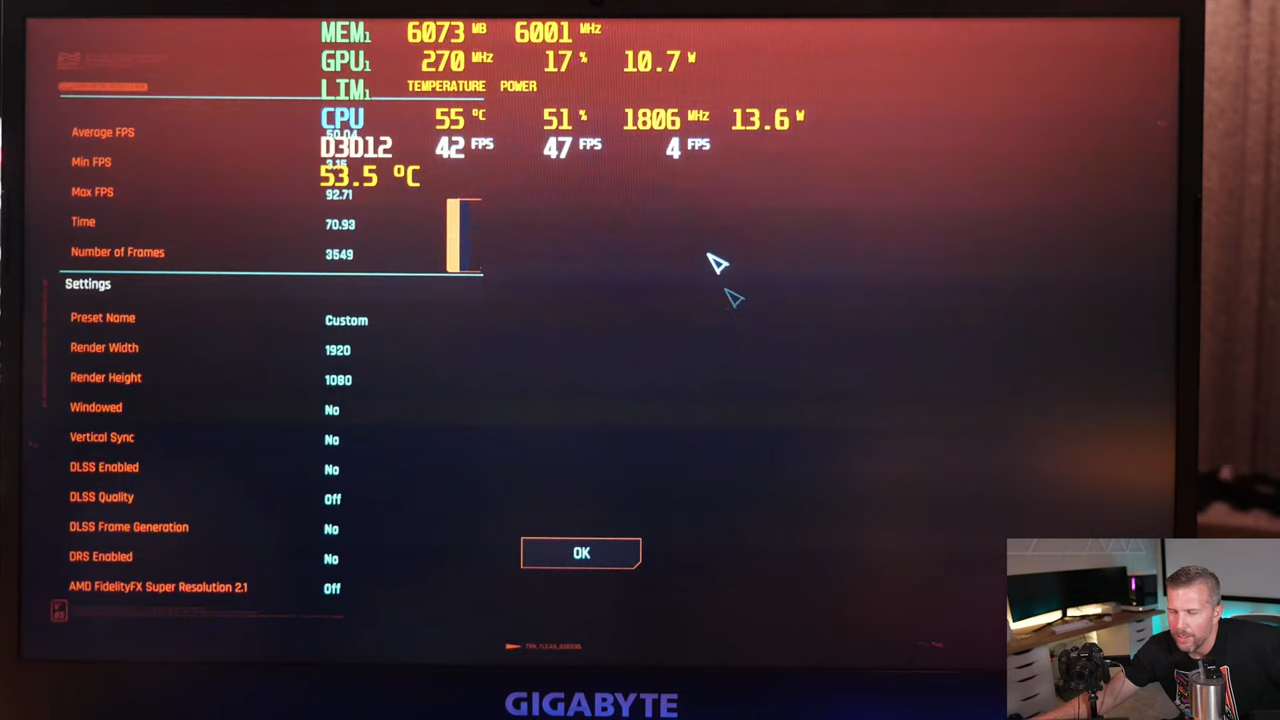 MEM1 6073 MB 6001 MHz
GPU1 270 MHz 17 % 10.7 W
LIM1 TEMPERATURE POWER
CPU 55 °C 51 % 1806 MHz 13.6 W
Average FPS 50.04
D3D12 42 FPS 47 FPS 4 FPS
Min FPS
53.5 °C
Max FPS 92.71
Time 70.93
Number of Frames 3549
Settings
Preset Name Custom
Render Width 1920
Render Height 1080
Windowed No
Vertical Sync No
DLSS Enabled No
DLSS Quality Off
DLSS Frame Generation No
DRS Enabled No
AMD FidelityFX Super Resolution 2.1 Off
OK
GIGABYTE